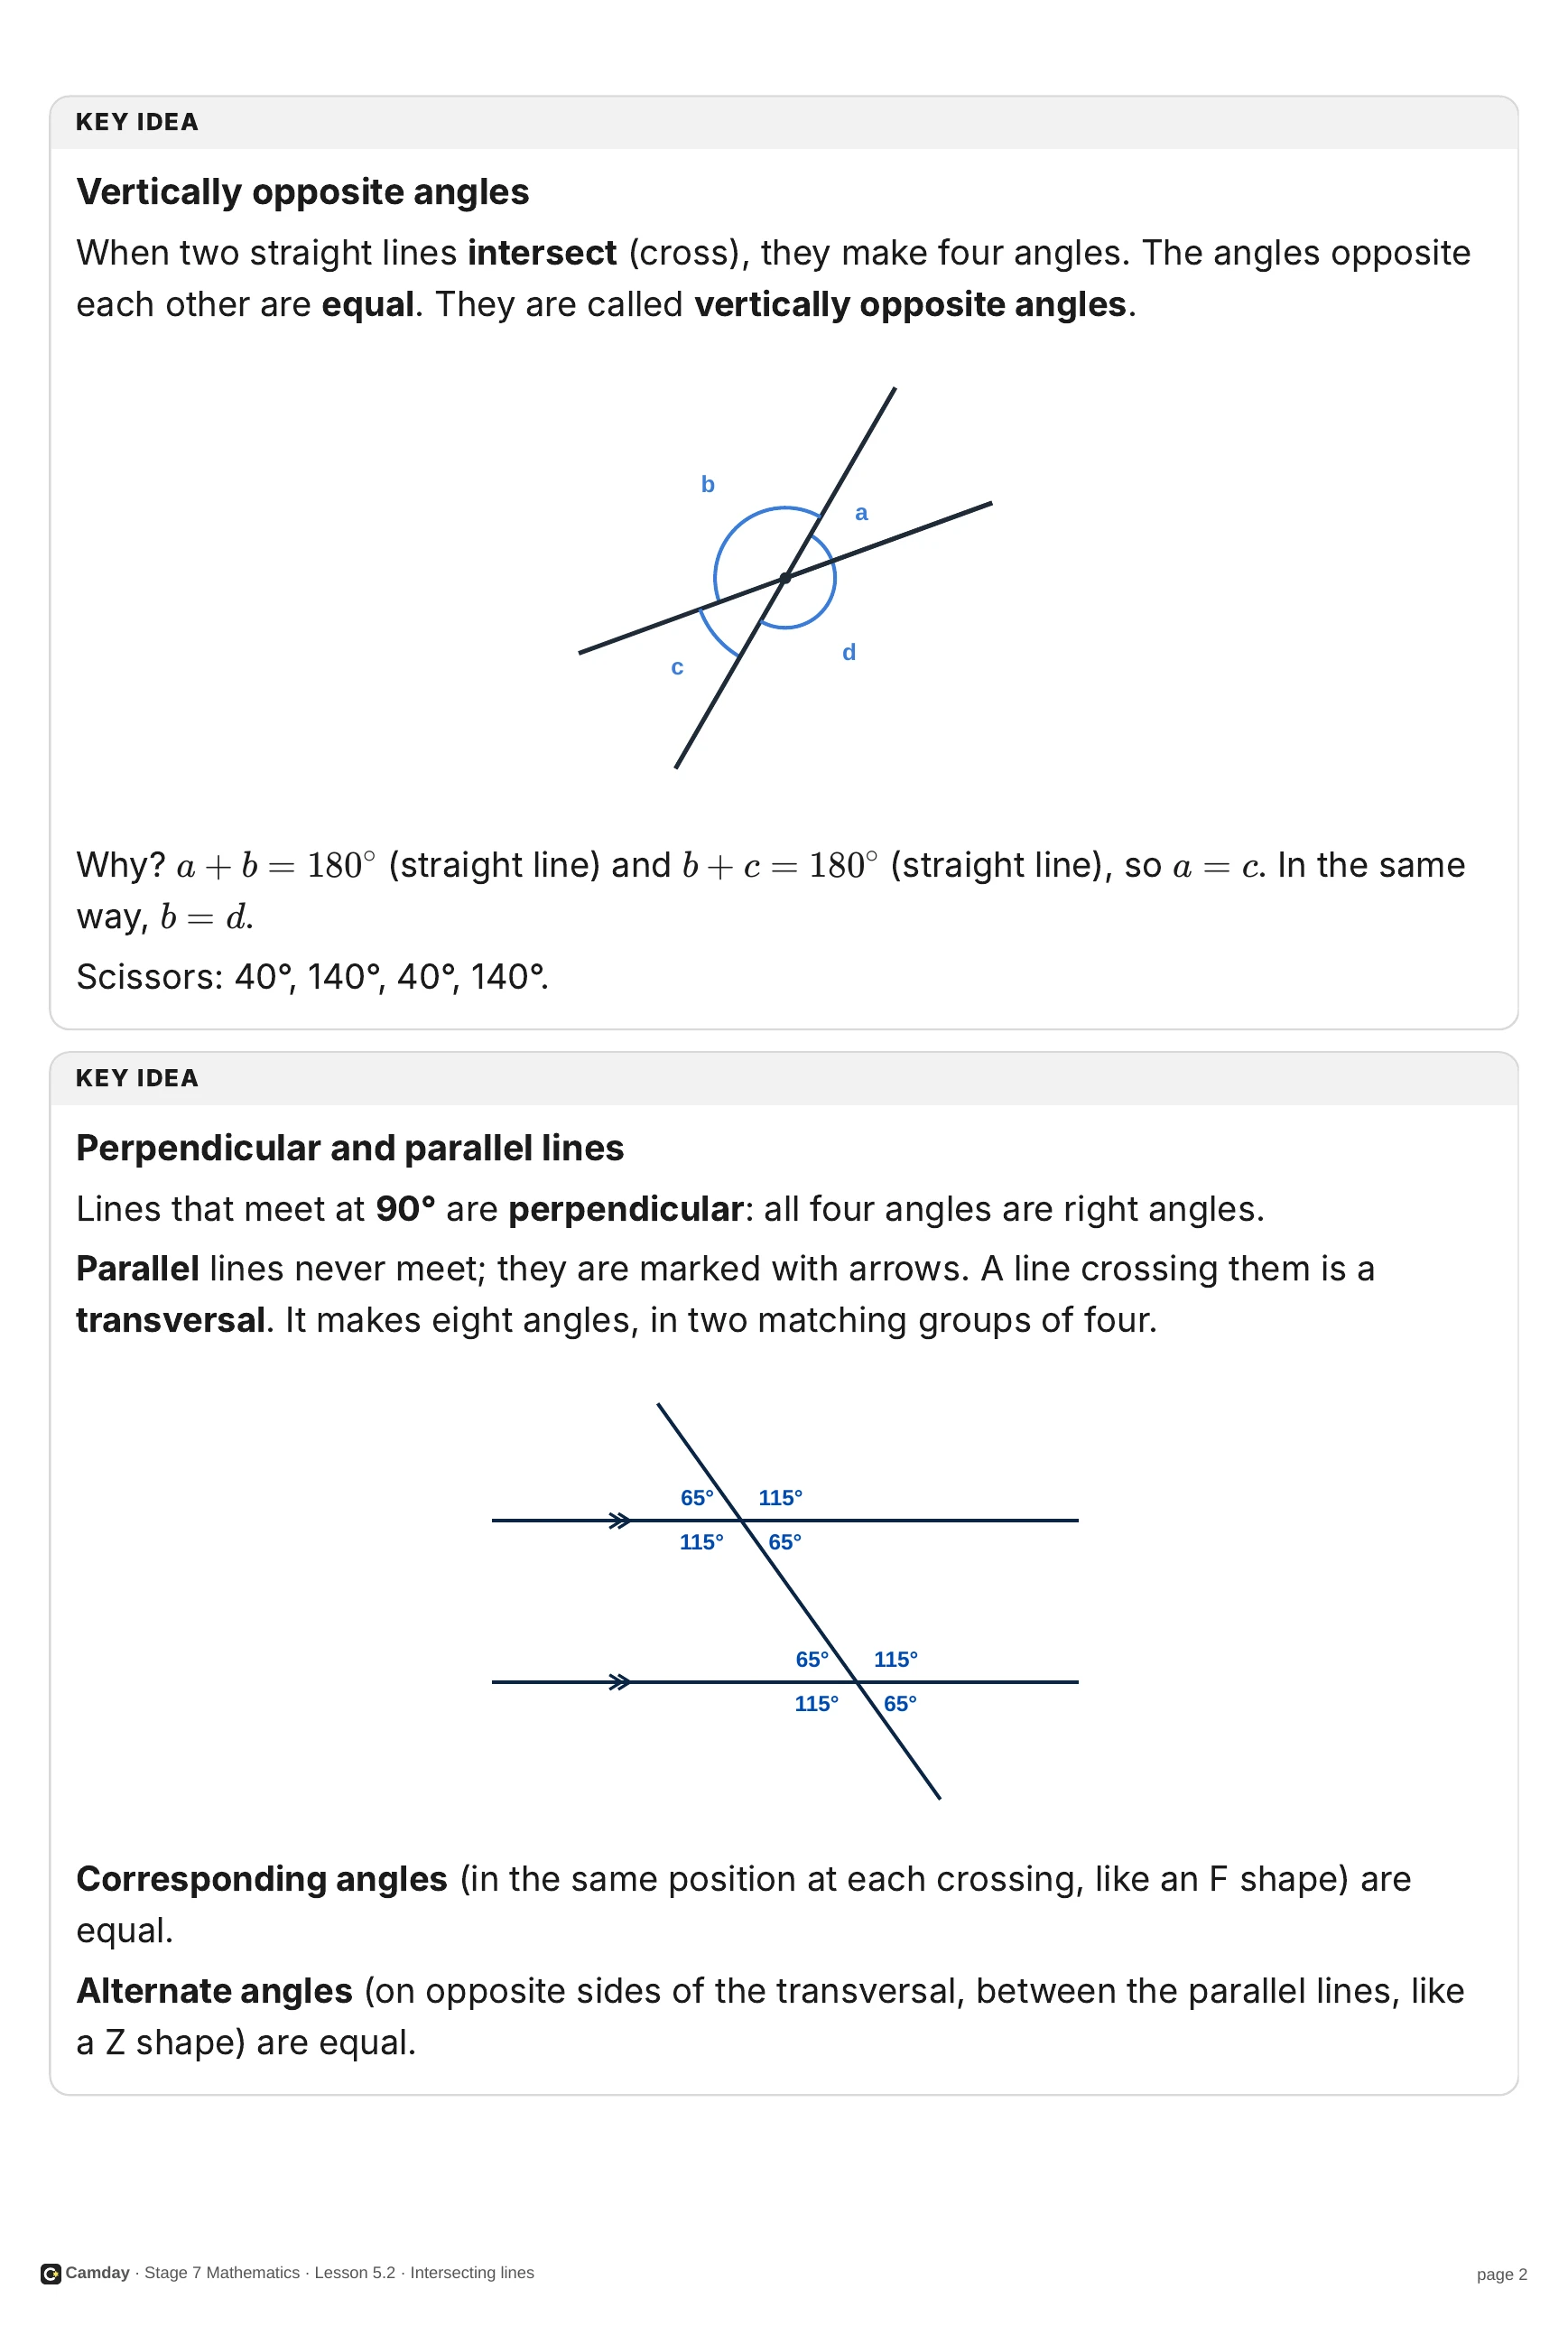 KEY IDEA
Vertically opposite angles
When two straight lines intersect (cross), they make four angles. The angles opposite
each other are equal. They are called vertically opposite angles.
b
a
c
d
Why? a + b = 180° (straight line) and b + c = 180° (straight line), so a = c. In the same
way, b = d.
Scissors: 40°, 140°, 40°, 140°.
KEY IDEA
Perpendicular and parallel lines
Lines that meet at 90° are perpendicular: all four angles are right angles.
Parallel lines never meet; they are marked with arrows. A line crossing them is a
transversal. It makes eight angles, in two matching groups of four.
65° 115°
115° 65°
65° 115°
115° 65°
Corresponding angles (in the same position at each crossing, like an F shape) are
equal.
Alternate angles (on opposite sides of the transversal, between the parallel lines, like
a Z shape) are equal.
Camday · Stage 7 Mathematics · Lesson 5.2 · Intersecting lines page 2